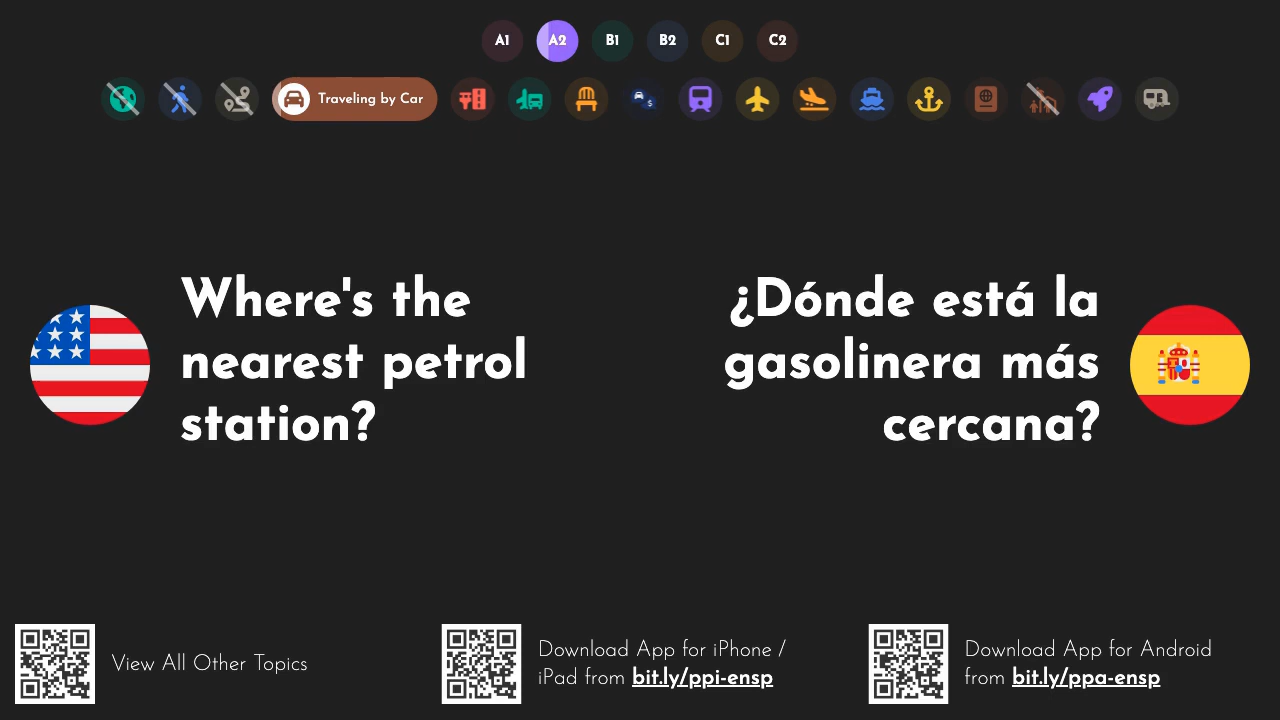 A1 A2 B1 B2 C1 C2
Traveling by Car
Where's the
nearest petrol
station?
¿Dónde está la
gasolinera más
cercana?
View All Other Topics
Download App for iPhone /
iPad from bit.ly/ppi-ensp
Download App for Android
from bit.ly/ppa-ensp